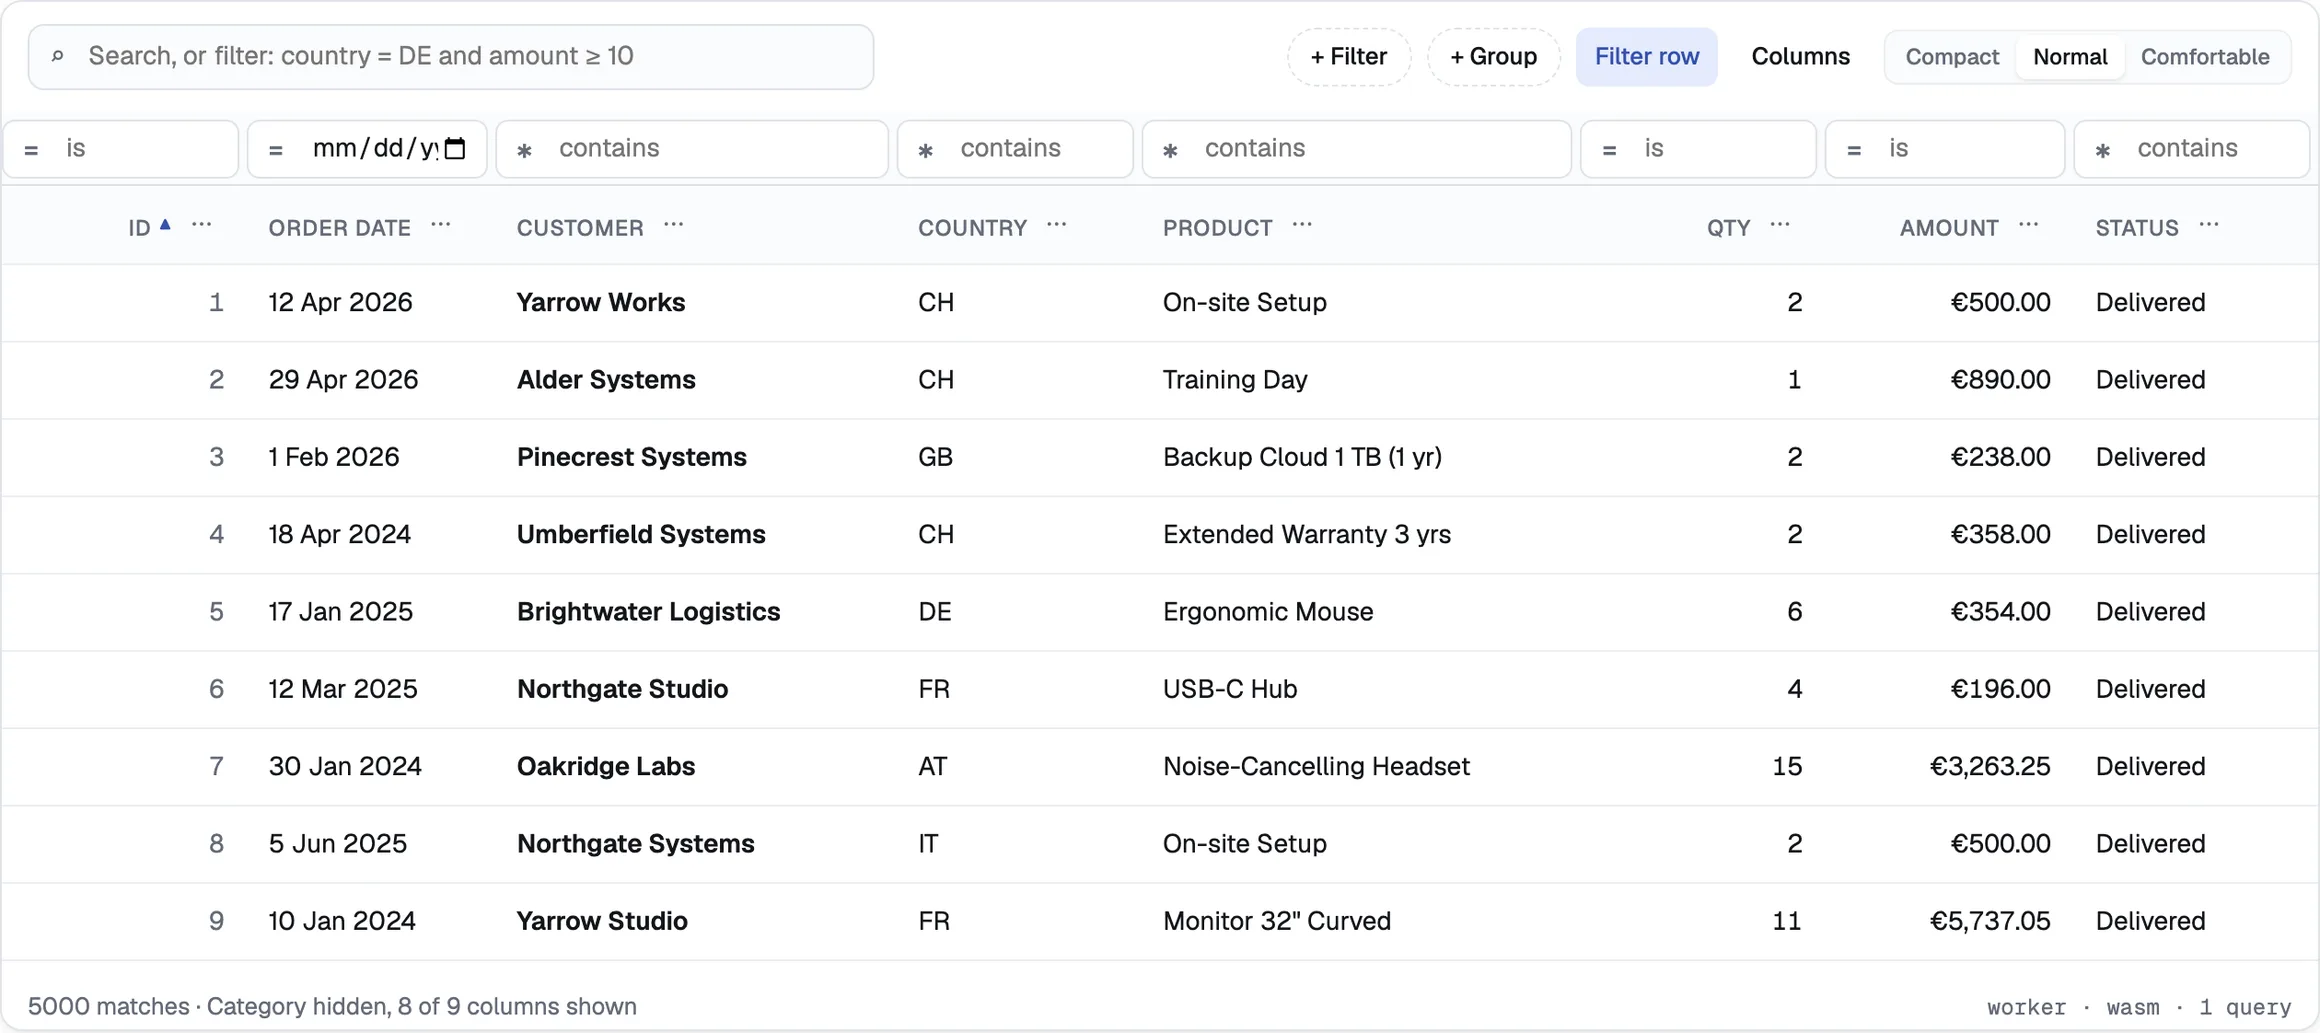 Search, or filter: country = DE and amount ≥ 10 + Filter + Group Filter row Columns Compact Normal Comfortable
= is = mm/dd/yy * contains * contains * contains = is = is * contains
ID ▲ ··· ORDER DATE ··· CUSTOMER ··· COUNTRY ··· PRODUCT ··· QTY ··· AMOUNT ··· STATUS ···
1 12 Apr 2026 Yarrow Works CH On-site Setup 2 €500.00 Delivered
2 29 Apr 2026 Alder Systems CH Training Day 1 €890.00 Delivered
3 1 Feb 2026 Pinecrest Systems GB Backup Cloud 1 TB (1 yr) 2 €238.00 Delivered
4 18 Apr 2024 Umberfield Systems CH Extended Warranty 3 yrs 2 €358.00 Delivered
5 17 Jan 2025 Brightwater Logistics DE Ergonomic Mouse 6 €354.00 Delivered
6 12 Mar 2025 Northgate Studio FR USB-C Hub 4 €196.00 Delivered
7 30 Jan 2024 Oakridge Labs AT Noise-Cancelling Headset 15 €3,263.25 Delivered
8 5 Jun 2025 Northgate Systems IT On-site Setup 2 €500.00 Delivered
9 10 Jan 2024 Yarrow Studio FR Monitor 32" Curved 11 €5,737.05 Delivered
5000 matches · Category hidden, 8 of 9 columns shown worker · wasm · 1 query